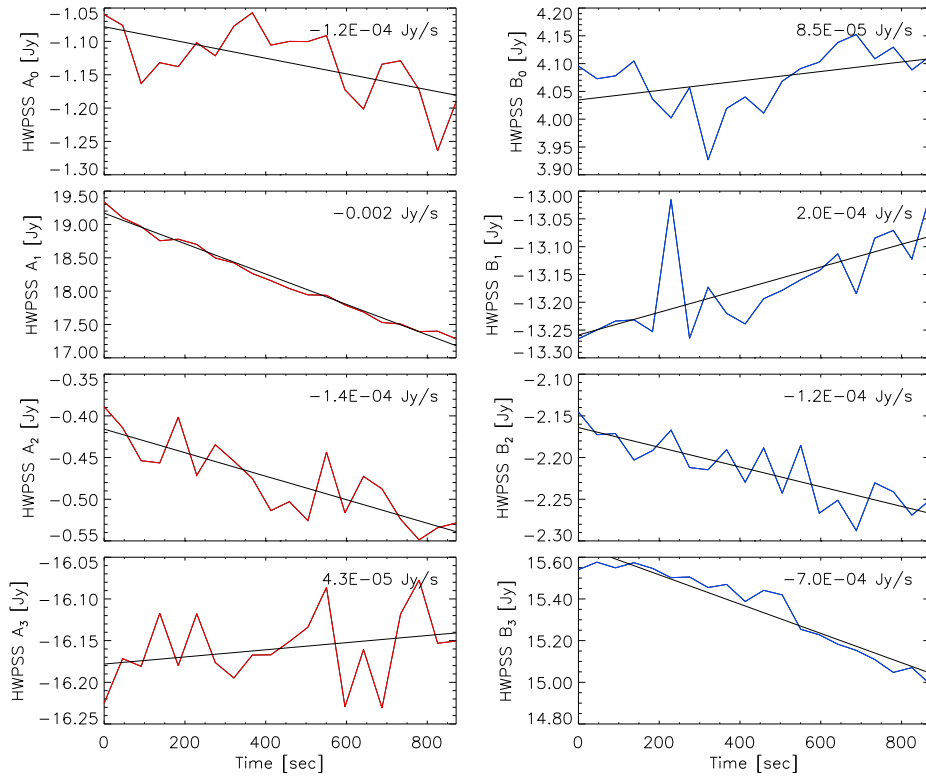 -1.05
-1.10
-1.15
-1.20
-1.25
-1.30
HWPSS A0 [Jy]
-1.2E-04 Jy/s
4.20
4.15
4.10
4.05
4.00
3.95
3.90
HWPSS B0 [Jy]
8.5E-05 Jy/s
19.50
19.00
18.50
18.00
17.50
17.00
HWPSS A1 [Jy]
-0.002 Jy/s
-13.00
-13.05
-13.10
-13.15
-13.20
-13.25
-13.30
HWPSS B1 [Jy]
2.0E-04 Jy/s
-0.35
-0.40
-0.45
-0.50
-0.55
HWPSS A2 [Jy]
-1.4E-04 Jy/s
-2.10
-2.15
-2.20
-2.25
-2.30
HWPSS B2 [Jy]
-1.2E-04 Jy/s
-16.05
-16.10
-16.15
-16.20
-16.25
HWPSS A3 [Jy]
4.3E-05 Jy/s
0 200 400 600 800
Time [sec]
15.60
15.40
15.20
15.00
14.80
HWPSS B3 [Jy]
-7.0E-04 Jy/s
0 200 400 600 800
Time [sec]